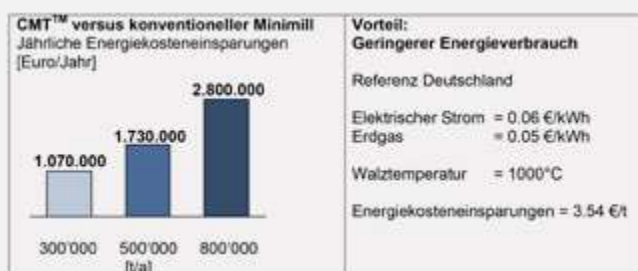 CMT™ versus konventioneller Minimill
Jährliche Energiekosteneinsparungen
[Euro/Jahr]
2.800.000
1.730.000
1.070.000
300'000 500'000 800'000
[t/a]
Vorteil:
Geringerer Energieverbrauch
Referenz Deutschland
Elektrischer Strom = 0.06 €/kWh
Erdgas = 0.05 €/kWh
Walztemperatur = 1000°C
Energiekosteneinsparungen = 3.54 €/t